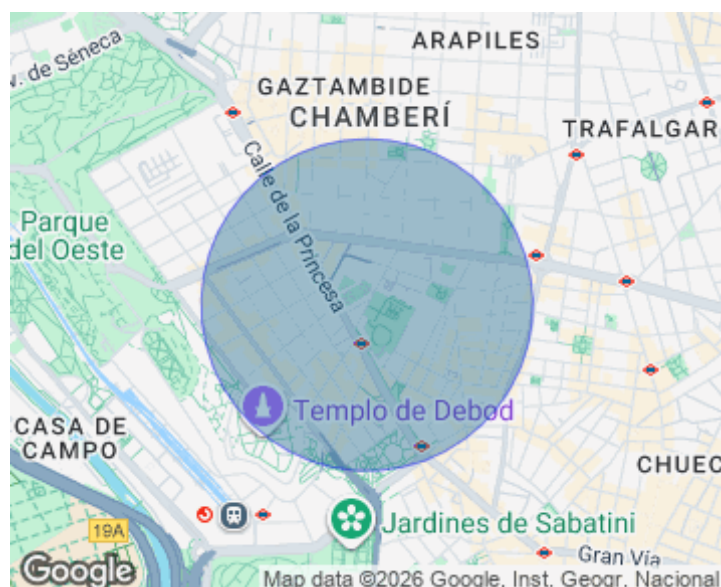 ARAPILES
v. de Séneca
GAZTAMBIDE
CHAMBERÍ
TRAFALGAR
Calle de la Princesa
Parque
del Oeste
Templo de Debod
CASA DE
CAMPO
CHUEC
19A
Jardines de Sabatini
Gran Vía
Google
Map data ©2026 Google, Inst. Geogr. Nacional